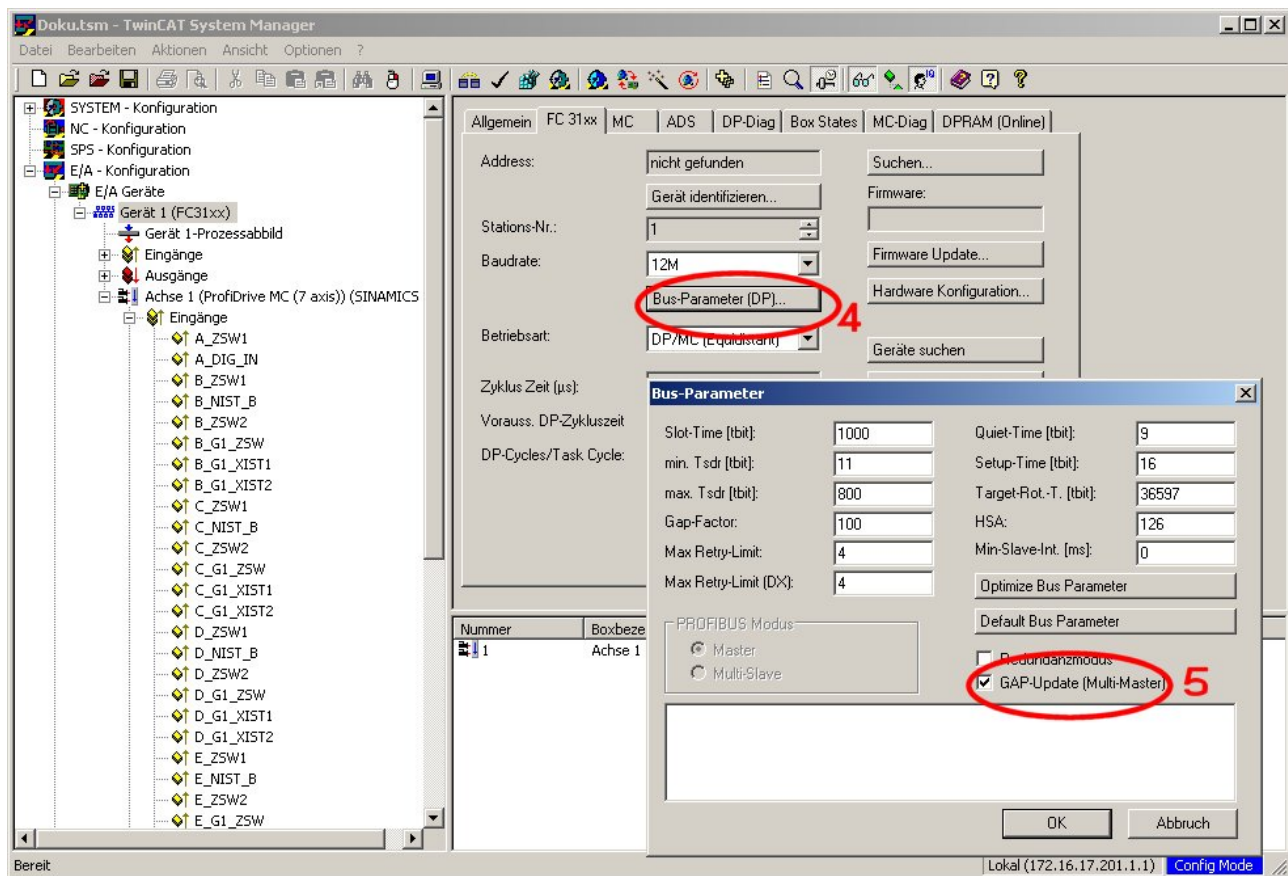 Doku.tsm - TwinCAT System Manager
Datei Bearbeiten Aktionen Ansicht Optionen ?
SYSTEM - Konfiguration
NC - Konfiguration
SPS - Konfiguration
E/A - Konfiguration
E/A Geräte
Gerät 1 (FC31xx)
Gerät 1-Prozessabbild
Eingänge
Ausgänge
Achse 1 (ProfiDrive MC (7 axis)) (SINAMICS
Eingänge
A_ZSW1
A_DIG_IN
B_ZSW1
B_NIST_B
B_ZSW2
B_G1_ZSW
B_G1_XIST1
B_G1_XIST2
C_ZSW1
C_NIST_B
C_ZSW2
C_G1_ZSW
C_G1_XIST1
C_G1_XIST2
D_ZSW1
D_NIST_B
D_ZSW2
D_G1_ZSW
D_G1_XIST1
D_G1_XIST2
E_ZSW1
E_NIST_B
E_ZSW2
E_G1_ZSW
Allgemein FC 31xx MC ADS DP-Diag Box States MC-Diag DPRAM (Online)
Address: nicht gefunden Suchen...
Gerät identifizieren... Firmware:
Stations-Nr.: 1
Baudrate: 12M Firmware Update...
Bus-Parameter (DP)... 4 Hardware Konfiguration...
Betriebsart: DP/MC (Equidistant) Geräte suchen
Zyklus Zeit (µs):
Vorauss. DP-Zykluszeit
DP-Cycles/Task Cycle:
Nummer Boxbeze
1 Achse 1
Bus-Parameter
Slot-Time [tbit]: 1000 Quiet-Time [tbit]: 9
min. Tsdr [tbit]: 11 Setup-Time [tbit]: 16
max. Tsdr [tbit]: 800 Target-Rot.-T. [tbit]: 36597
Gap-Factor: 100 HSA: 126
Max Retry-Limit: 4 Min-Slave-Int. [ms]: 0
Max Retry-Limit (DX): 4 Optimize Bus Parameter
Default Bus Parameter
PROFIBUS Modus
Master
Multi-Slave
Redundanzmodus
GAP-Update (Multi-Master) 5
OK Abbruch
Bereit Lokal (172.16.17.201.1.1) Config Mode